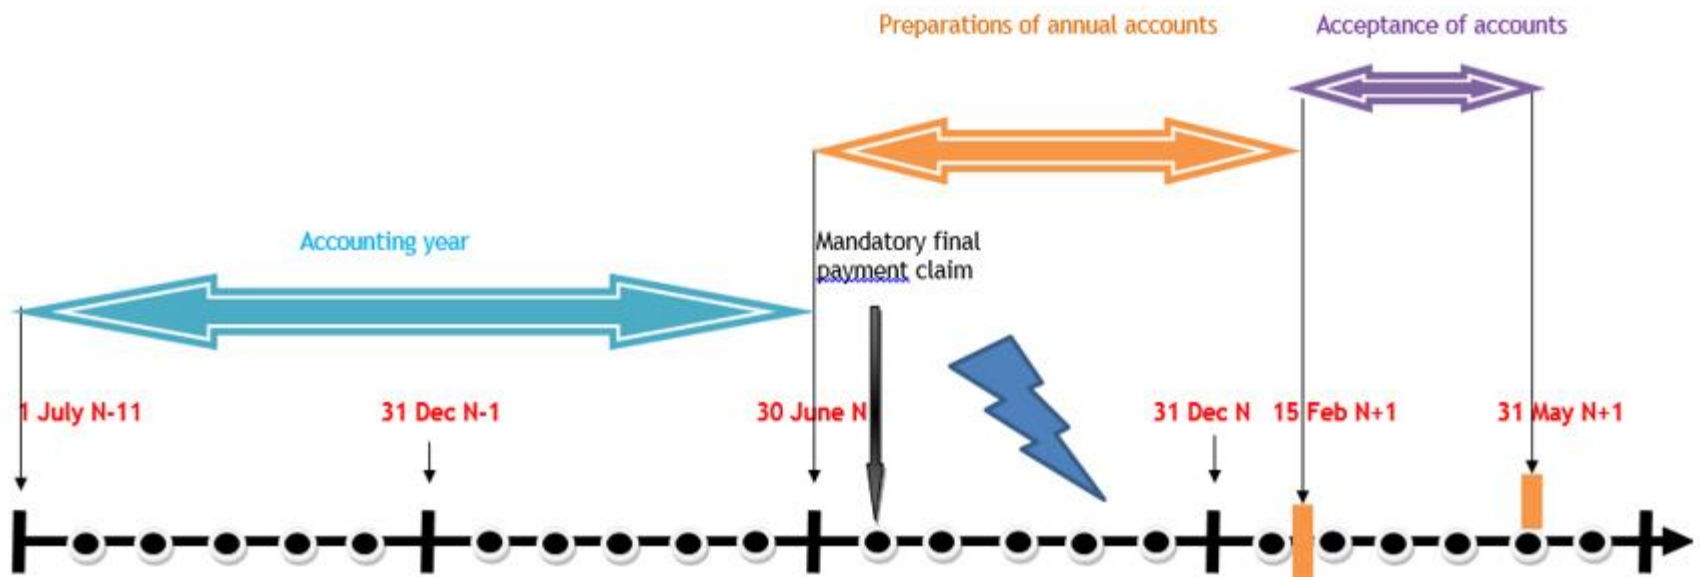 Preparations of annual accounts
Acceptance of accounts
Accounting year
Mandatory final
payment claim
1 July N-11
31 Dec N-1
30 June N
31 Dec N
15 Feb N+1
31 May N+1